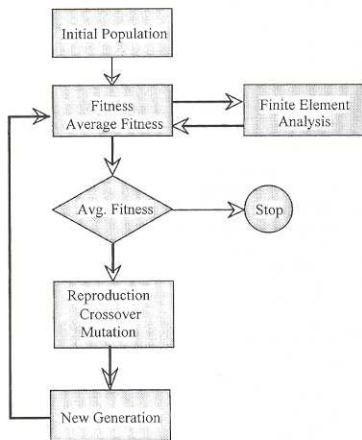 Initial Population
Fitness
Average Fitness
Finite Element
Analysis
Avg. Fitness
Stop
Reproduction
Crossover
Mutation
New Generation